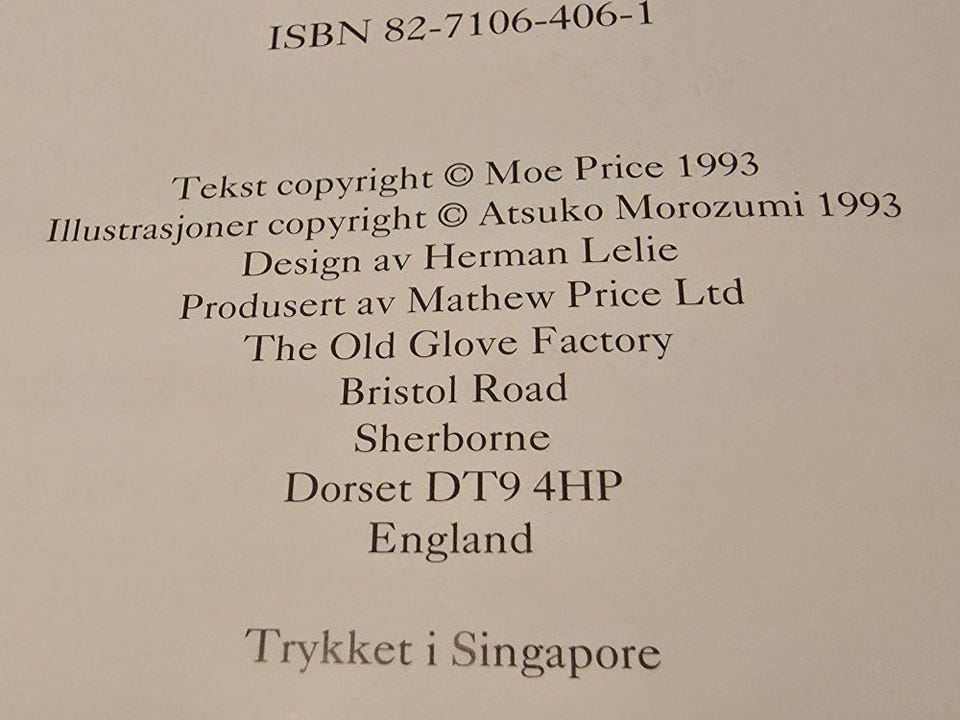 ISBN 82-7106-406-1
Tekst copyright © Moe Price 1993
Illustrasjoner copyright © Atsuko Morozumi 1993
Design av Herman Lelie
Produsert av Mathew Price Ltd
The Old Glove Factory
Bristol Road
Sherborne
Dorset DT9 4HP
England
Trykket i Singapore